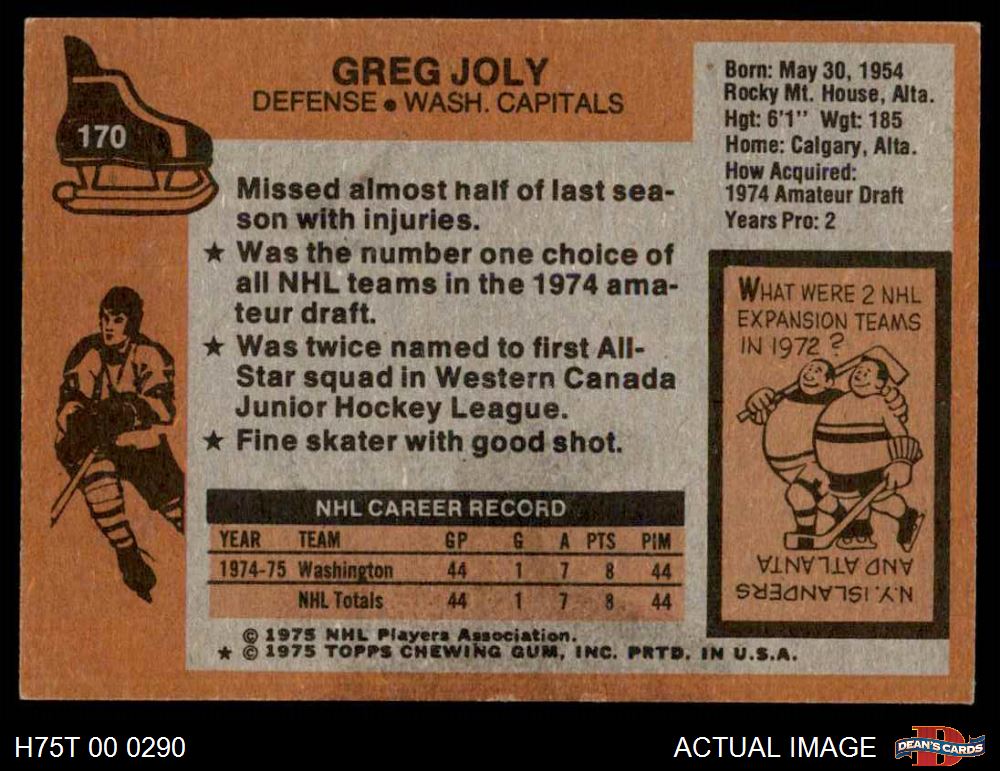 GREG JOLY
DEFENSE • WASH. CAPITALS
170
Born: May 30, 1954
Rocky Mt. House, Alta.
Hgt: 6'1" Wgt: 185
Home: Calgary, Alta.
How Acquired:
1974 Amateur Draft
Years Pro: 2
Missed almost half of last sea-
son with injuries.
★ Was the number one choice of
all NHL teams in the 1974 ama-
teur draft.
★ Was twice named to first All-
Star squad in Western Canada
Junior Hockey League.
★ Fine skater with good shot.
WHAT WERE 2 NHL
EXPANSION TEAMS
IN 1972?
N.Y. ISLANDERS
AND ATLANTA
NHL CAREER RECORD
YEAR TEAM GP G A PTS PIM
1974-75 Washington 44 1 7 8 44
NHL Totals 44 1 7 8 44
© 1975 NHL Players Association.
★ © 1975 TOPPS CHEWING GUM, INC. PRTD. IN U.S.A.
H75T 00 0290
ACTUAL IMAGE
D
DEAN'S CARDS